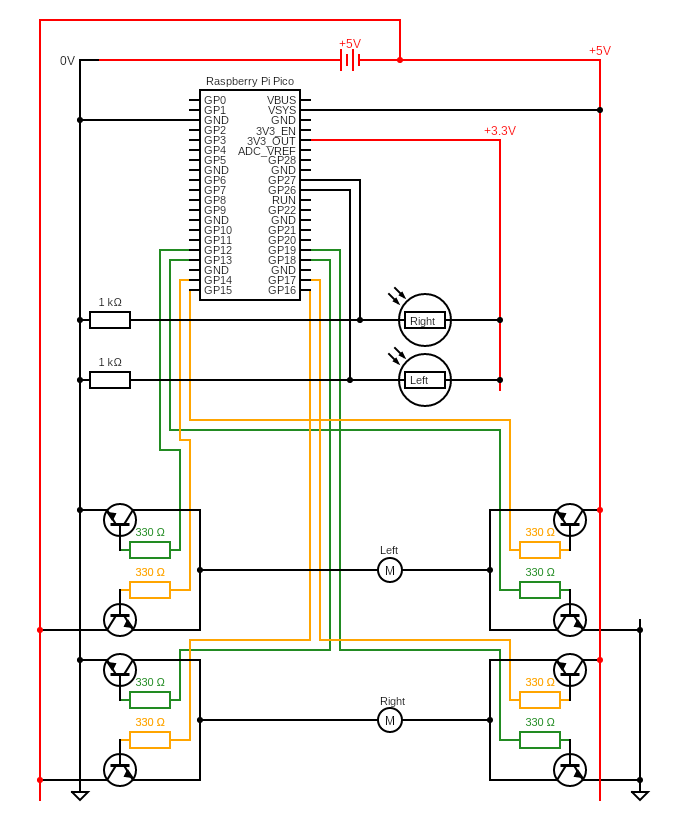 +5V
+5V
0V
Raspberry Pi Pico
GP0 VBUS
GP1 VSYS
GND GND
GP2 3V3_EN
GP3 3V3_OUT
GP4 ADC_VREF
GP5 GP28
GND GND
GP6 GP27
GP7 GP26
GP8 RUN
GP9 GP22
GND GND
GP10 GP21
GP11 GP20
GP12 GP19
GP13 GP18
GND GND
GP14 GP17
GP15 GP16
+3.3V
1 kΩ
Right
1 kΩ
Left
330 Ω
330 Ω
Left
M
330 Ω
330 Ω
330 Ω
330 Ω
Right
M
330 Ω
330 Ω